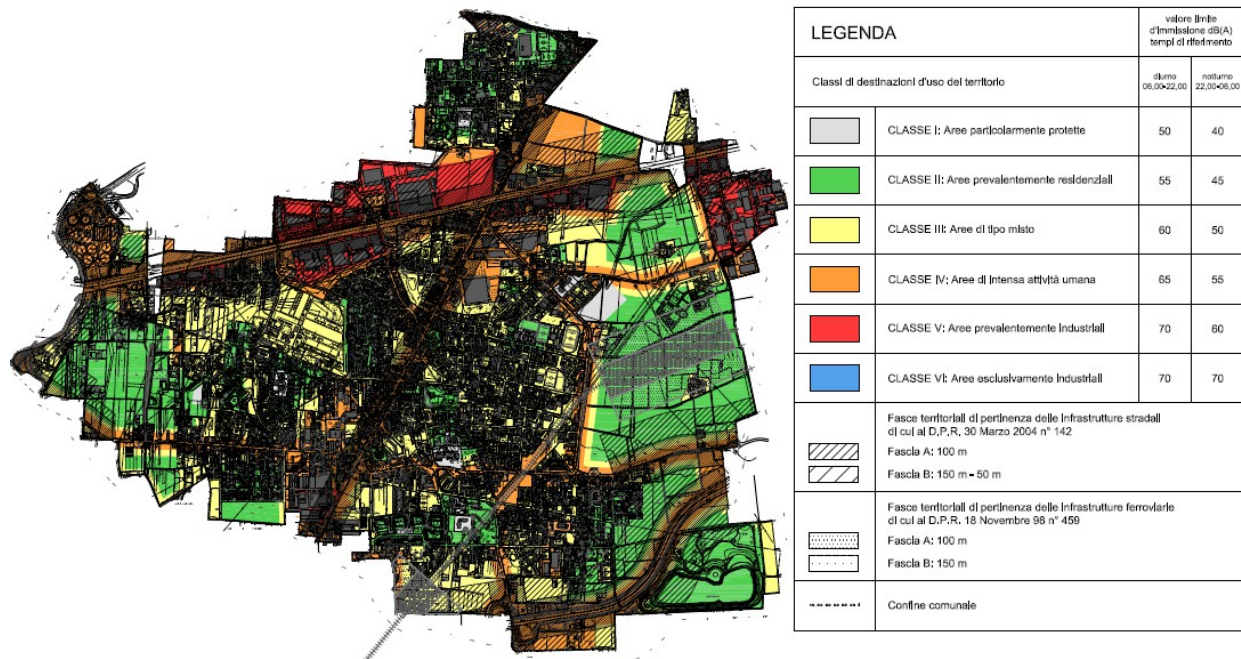 LEGENDA
valore limite
d'immissione dB(A)
tempi di riferimento
Classi di destinazioni d'uso del territorio
diurno
06,00-22,00
notturno
22,00-06,00
CLASSE I: Aree particolarmente protette
50
40
CLASSE II: Aree prevalentemente residenziali
55
45
CLASSE III: Aree di tipo misto
60
50
CLASSE IV: Aree di intensa attività umana
65
55
CLASSE V: Aree prevalentemente industriali
70
60
CLASSE VI: Aree esclusivamente industriali
70
70
Fasce territoriali di pertinenza delle infrastrutture stradali
di cui al D.P.R. 30 Marzo 2004 n° 142
Fascia A: 100 m
Fascia B: 150 m - 50 m
Fasce territoriali di pertinenza delle infrastrutture ferroviarie
di cui al D.P.R. 18 Novembre 98 n° 459
Fascia A: 100 m
Fascia B: 150 m
Confine comunale